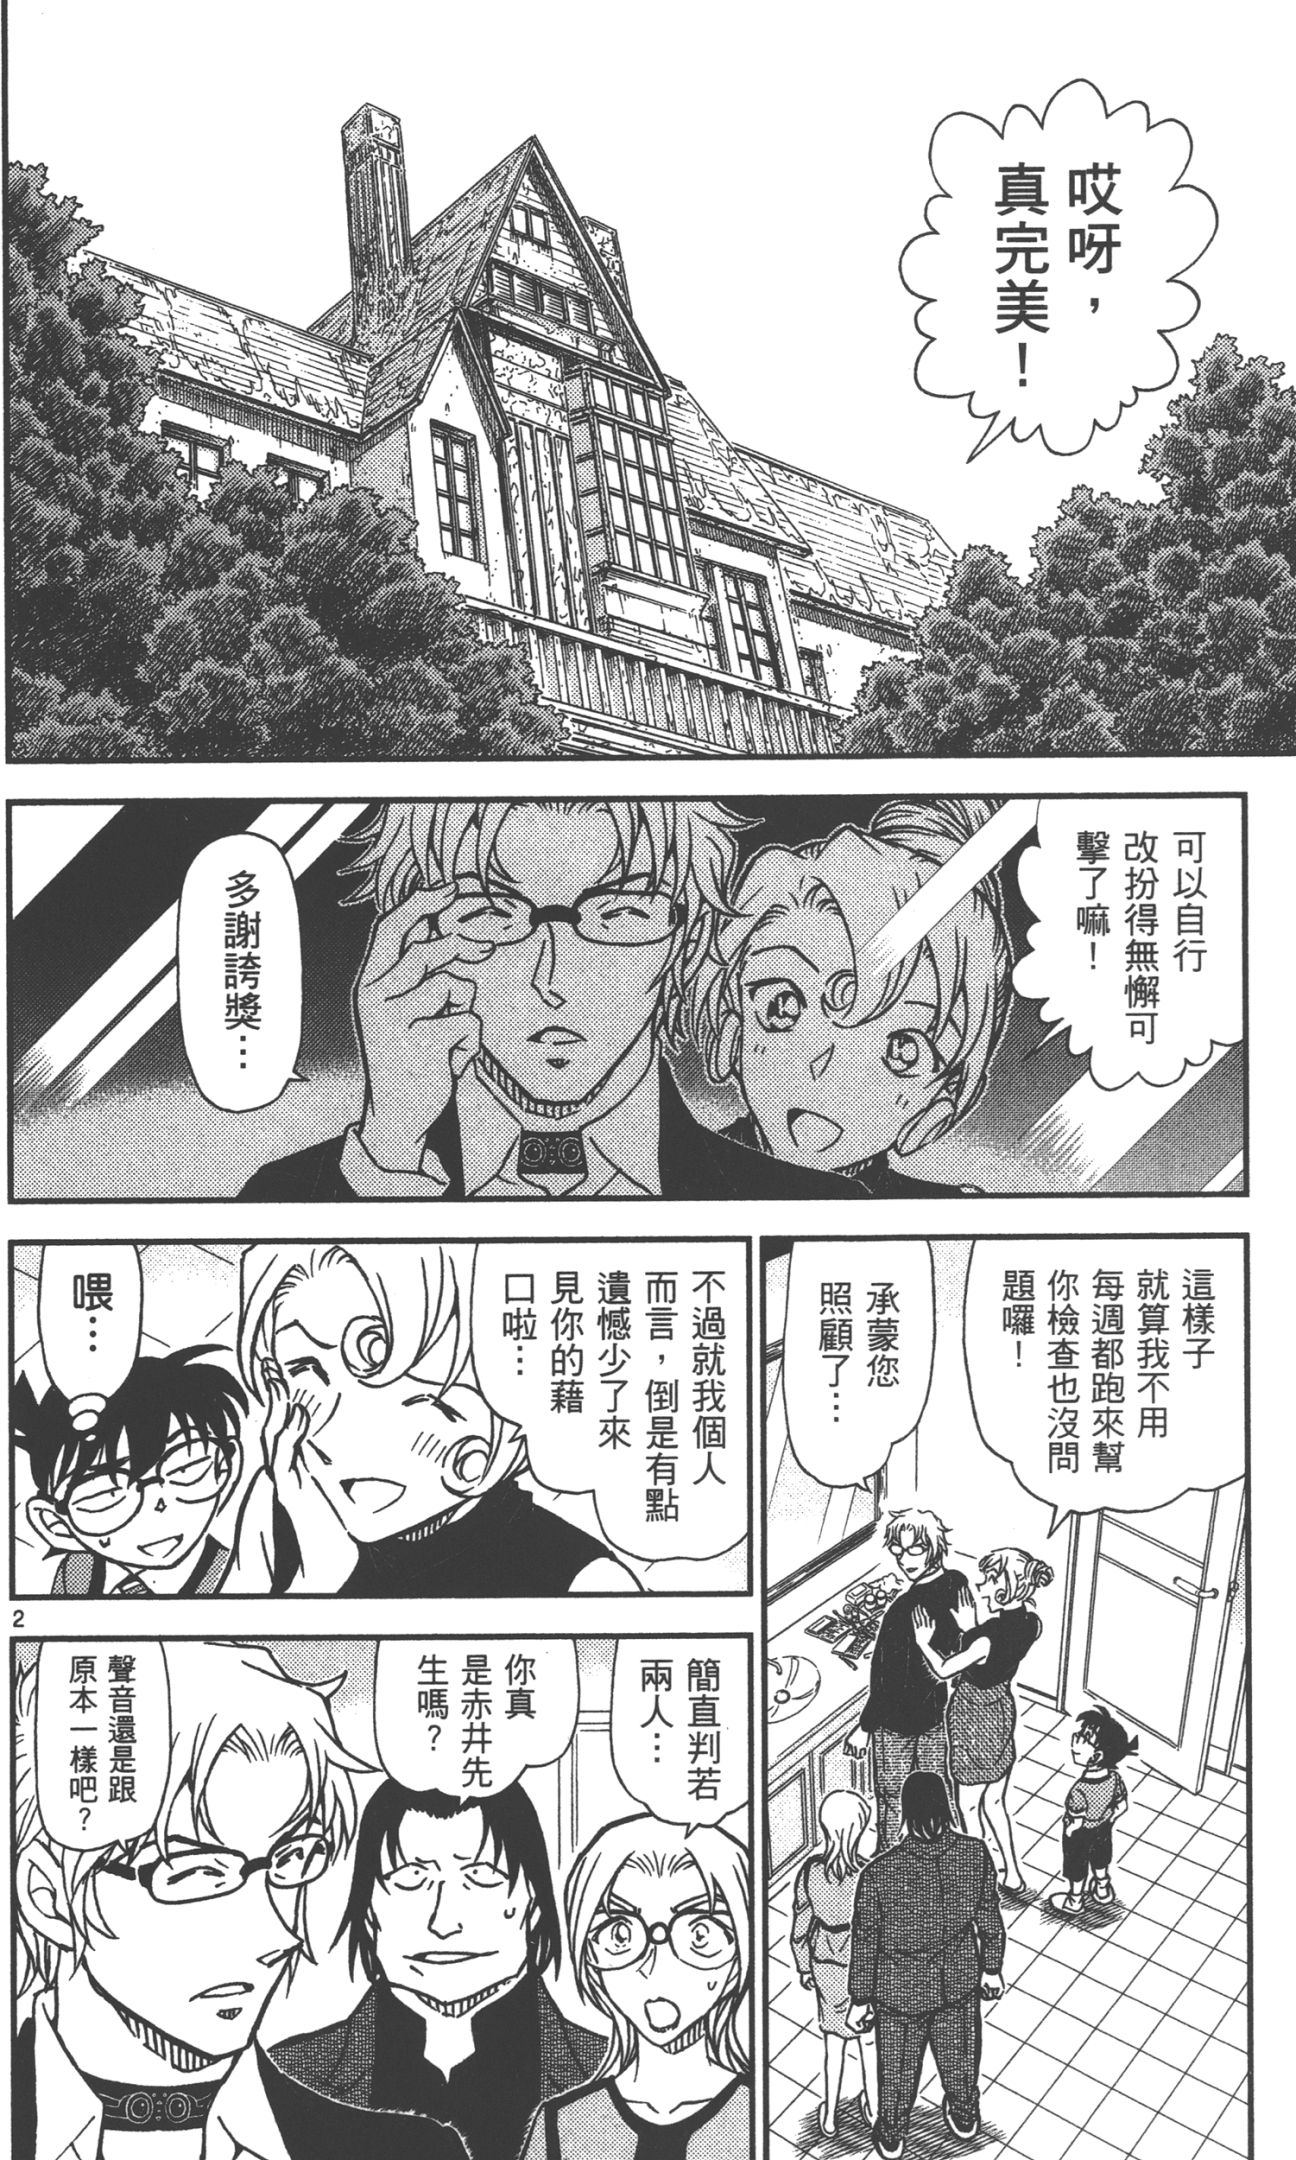 哎呀，
真完美！
可以自行
改扮得無懈可
擊了嘛！
多謝誇獎…
這樣子
就算我不用
每週都跑來幫
你檢查也沒問
題囉！
承蒙您
照顧了…
不過就我個人
而言，倒是有點
遺憾少了來
見你的藉
口啦…
喂…
簡直判若
兩人…
你真
是赤井先
生嗎？
聲音還是跟
原本一樣吧？
2